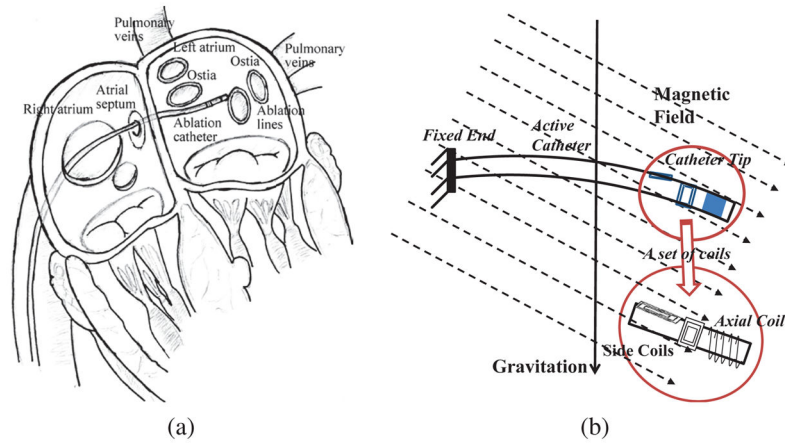 Pulmonary
veins
Left atrium
Ostia
Pulmonary
veins
Ostia
Atrial
septum
Right atrium
Ablation
catheter
Ablation
lines
(a)
Magnetic
Field
Fixed End
Active
Catheter
Catheter Tip
A set of coils
Axial Coil
Side Coils
Gravitation
(b)